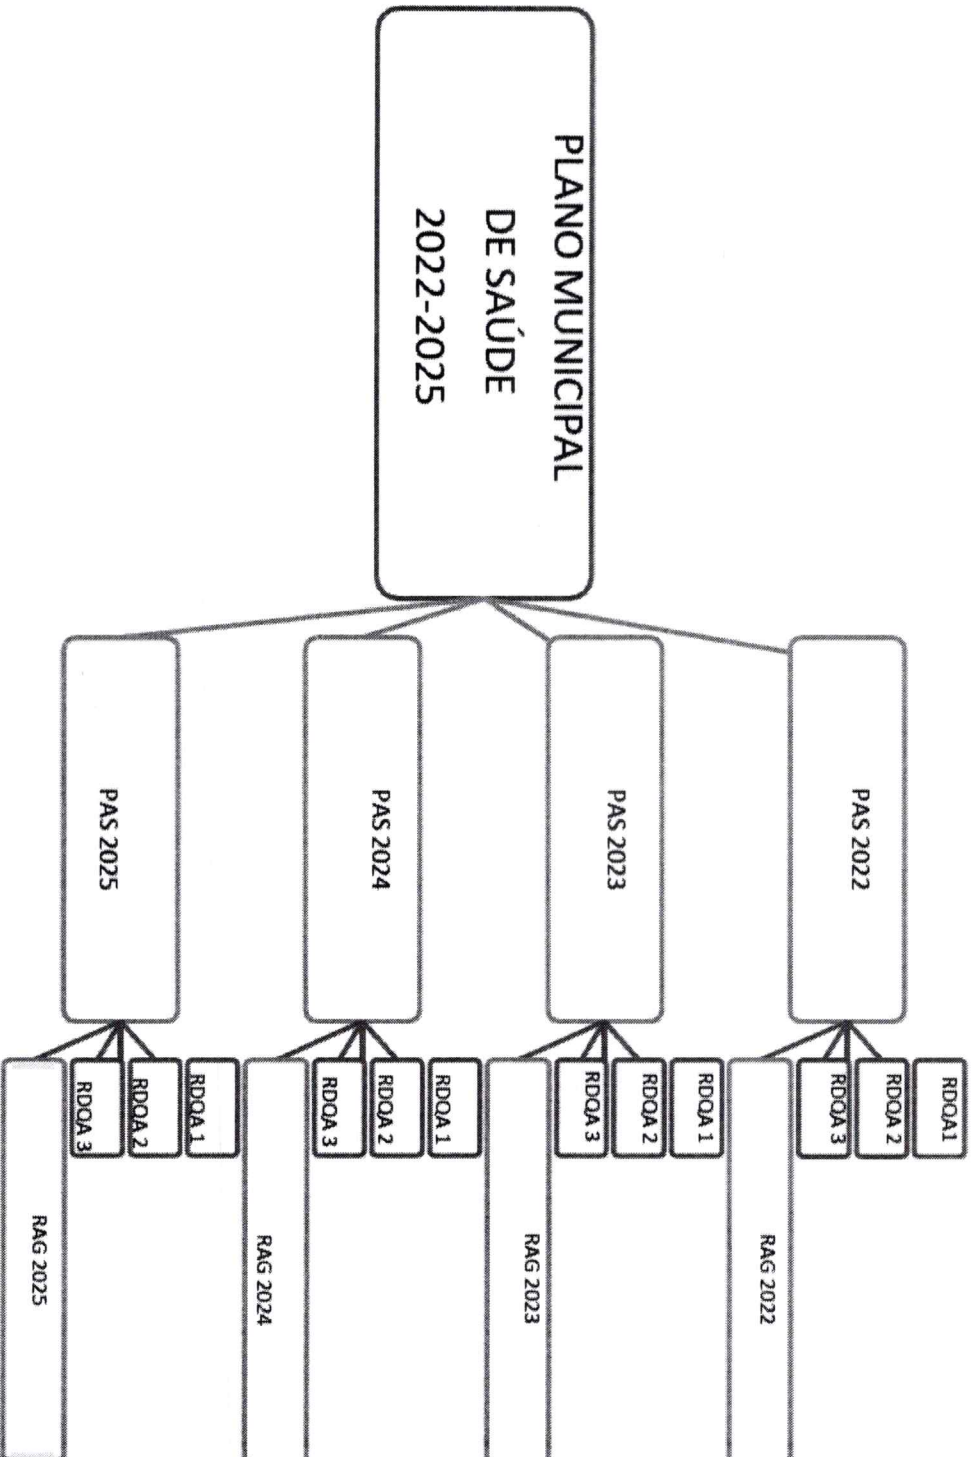 PLANO MUNICIPAL
DE SAÚDE
2022-2025
PAS 2022
RDQA1
RDQA 2
RDQA 3
RAG 2022
PAS 2023
RDQA 1
RDQA 2
RDQA 3
RAG 2023
PAS 2024
RDQA 1
RDQA 2
RDQA 3
RAG 2024
PAS 2025
RDQA 1
RDQA 2
RDQA 3
RAG 2025